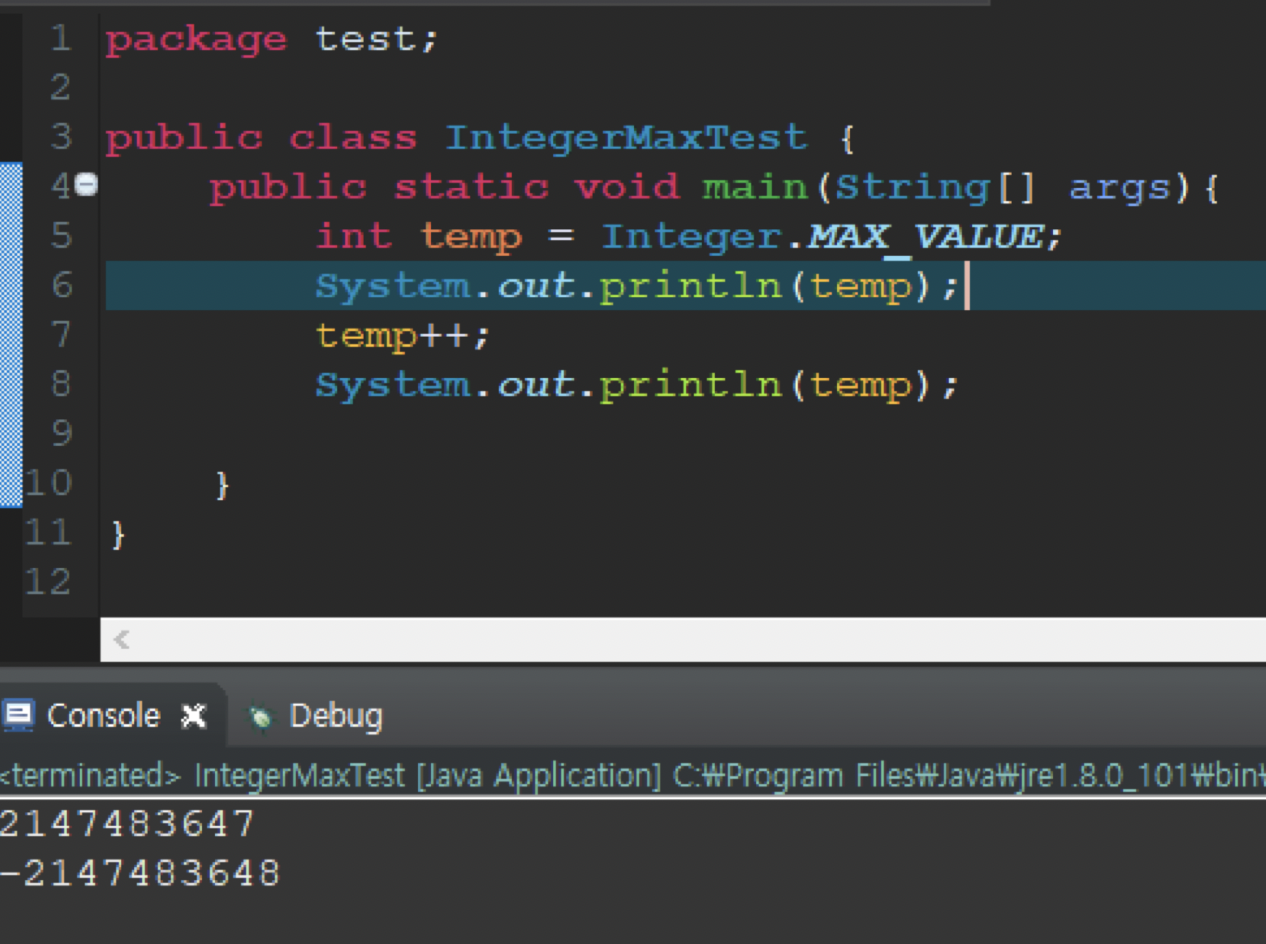 1 package test;
2
3 public class IntegerMaxTest {
4 public static void main(String[] args){
5 int temp = Integer.MAX_VALUE;
6 System.out.println(temp);
7 temp++;
8 System.out.println(temp);
9
10 }
11 }
12
Console Debug
<terminated> IntegerMaxTest [Java Application] C:₩Program Files₩Java₩jre1.8.0_101₩bin₩
2147483647
-2147483648